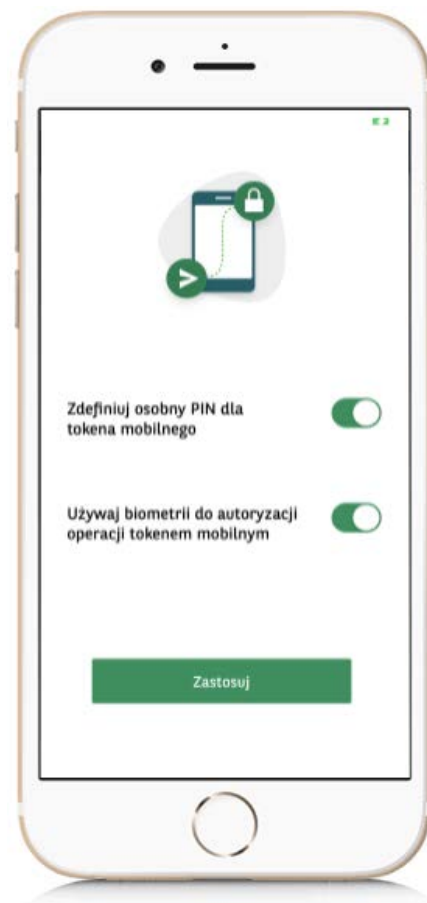 Zdefiniuj osobny PIN dla
tokena mobilnego
Używaj biometrii do autoryzacji
operacji tokenem mobilnym
Zastosuj